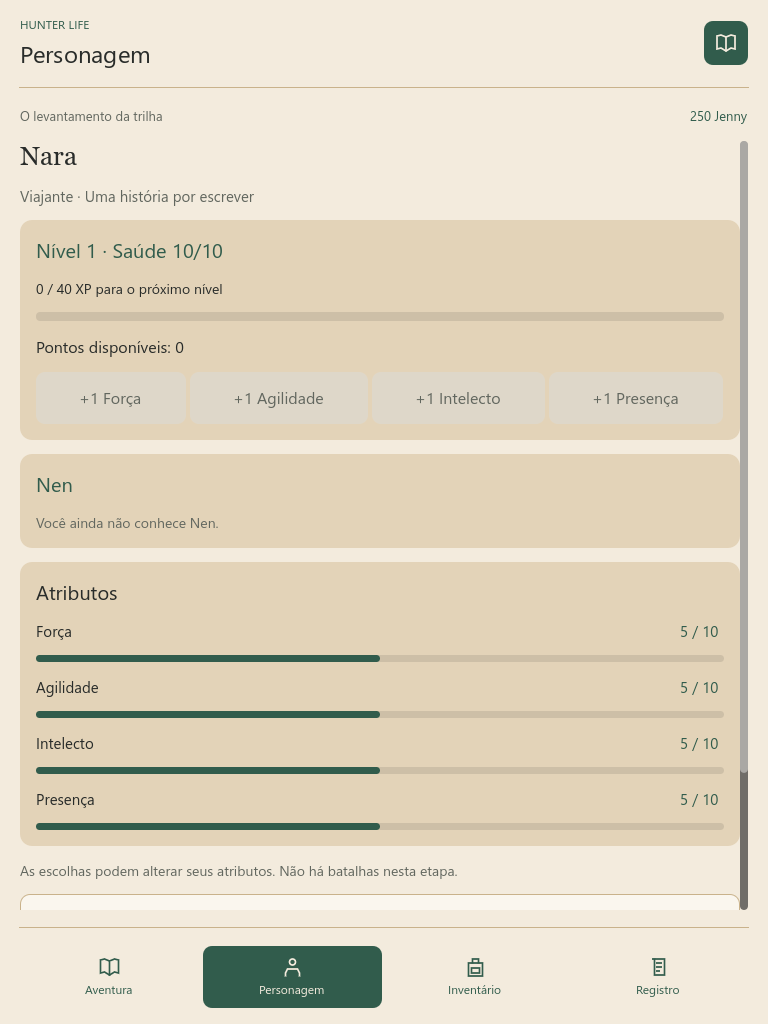 HUNTER LIFE
Personagem
O levantamento da trilha
250 Jenny
Nara
Viajante · Uma história por escrever
Nível 1 · Saúde 10/10
0 / 40 XP para o próximo nível
Pontos disponíveis: 0
+1 Força
+1 Agilidade
+1 Intelecto
+1 Presença
Nen
Você ainda não conhece Nen.
Atributos
Força
5 / 10
Agilidade
5 / 10
Intelecto
5 / 10
Presença
5 / 10
As escolhas podem alterar seus atributos. Não há batalhas nesta etapa.
Aventura
Personagem
Inventário
Registro